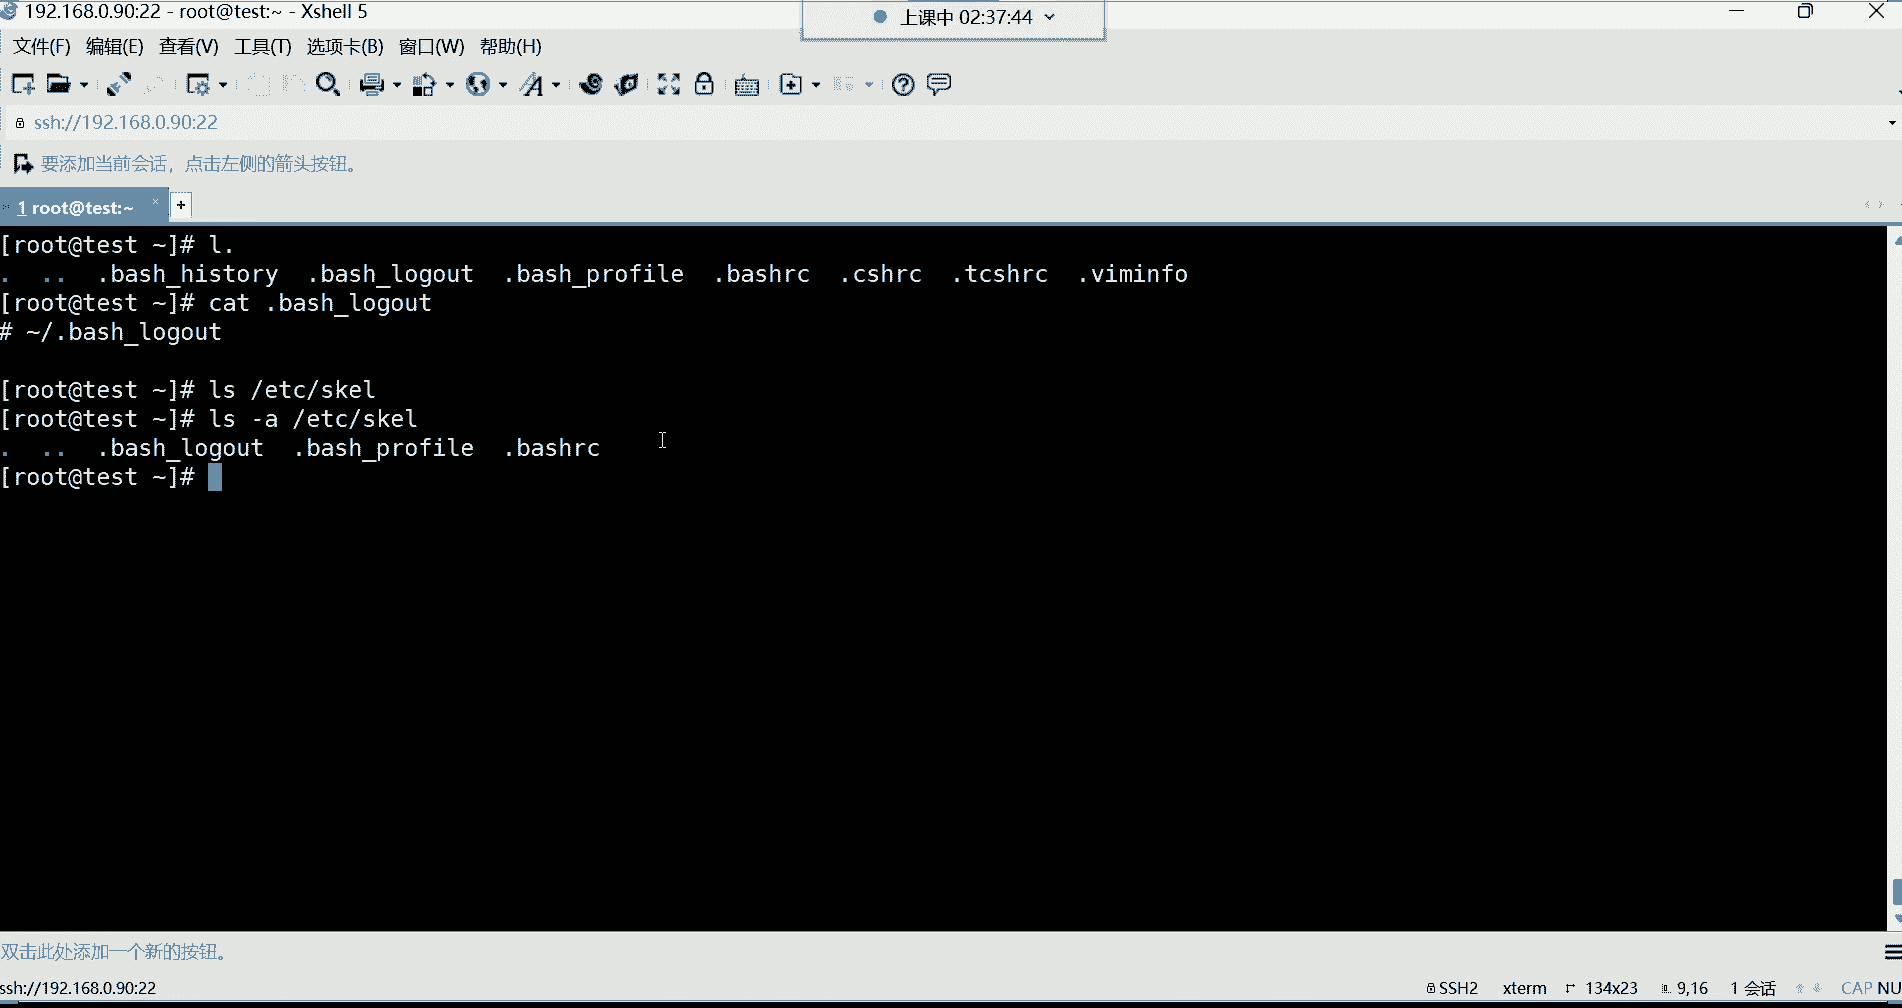 192.168.0.90:22 - root@test:~ - Xshell 5
上课中 02:37:44
文件(F) 编辑(E) 查看(V) 工具(T) 选项卡(B) 窗口(W) 帮助(H)
ssh://192.168.0.90:22
要添加当前会话，点击左侧的箭头按钮。
1 root@test:~ × +
[root@test ~]# l.
. .. .bash_history .bash_logout .bash_profile .bashrc .cshrc .tcshrc .viminfo
[root@test ~]# cat .bash_logout
# ~/.bash_logout
[root@test ~]# ls /etc/skel
[root@test ~]# ls -a /etc/skel
. .. .bash_logout .bash_profile .bashrc
[root@test ~]#
双击此处添加一个新的按钮。
ssh://192.168.0.90:22 SSH2 xterm 134x23 9,16 1 会话 CAP NU